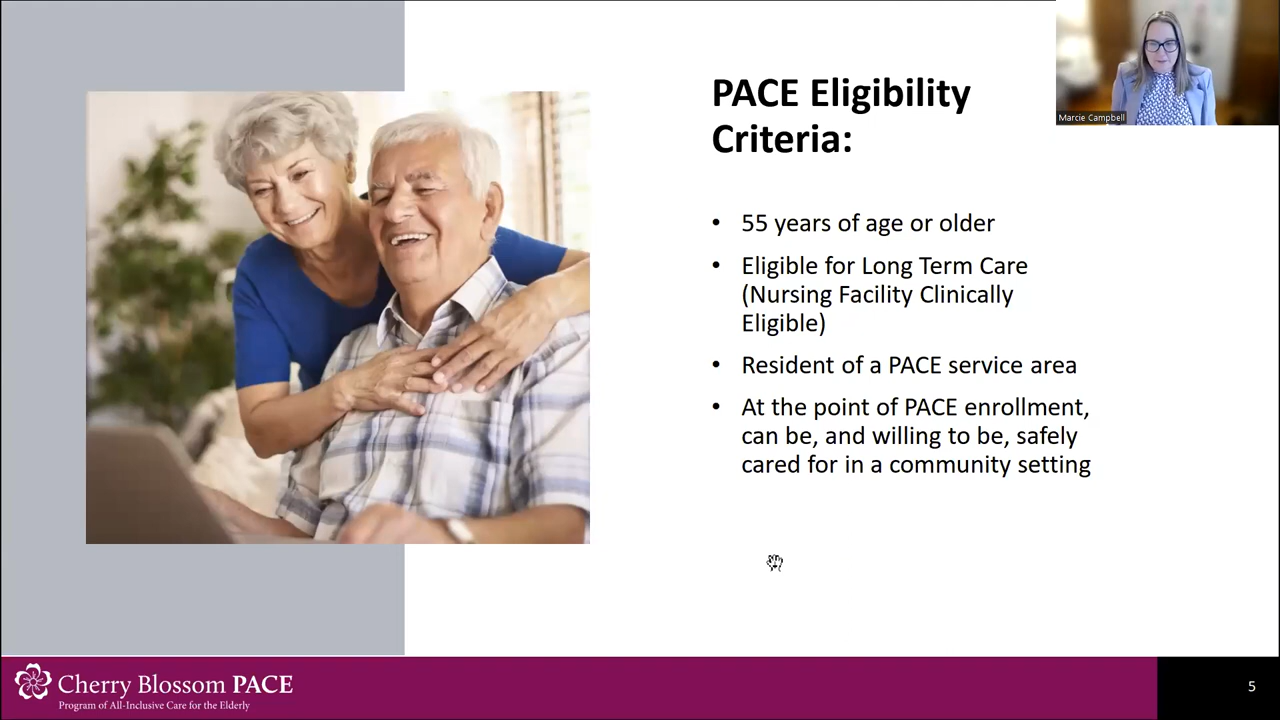 PACE Eligibility
Criteria:
Marcie Campbell
• 55 years of age or older
• Eligible for Long Term Care
(Nursing Facility Clinically
Eligible)
• Resident of a PACE service area
• At the point of PACE enrollment,
can be, and willing to be, safely
cared for in a community setting
Cherry Blossom PACE
Program of All-Inclusive Care for the Elderly
5